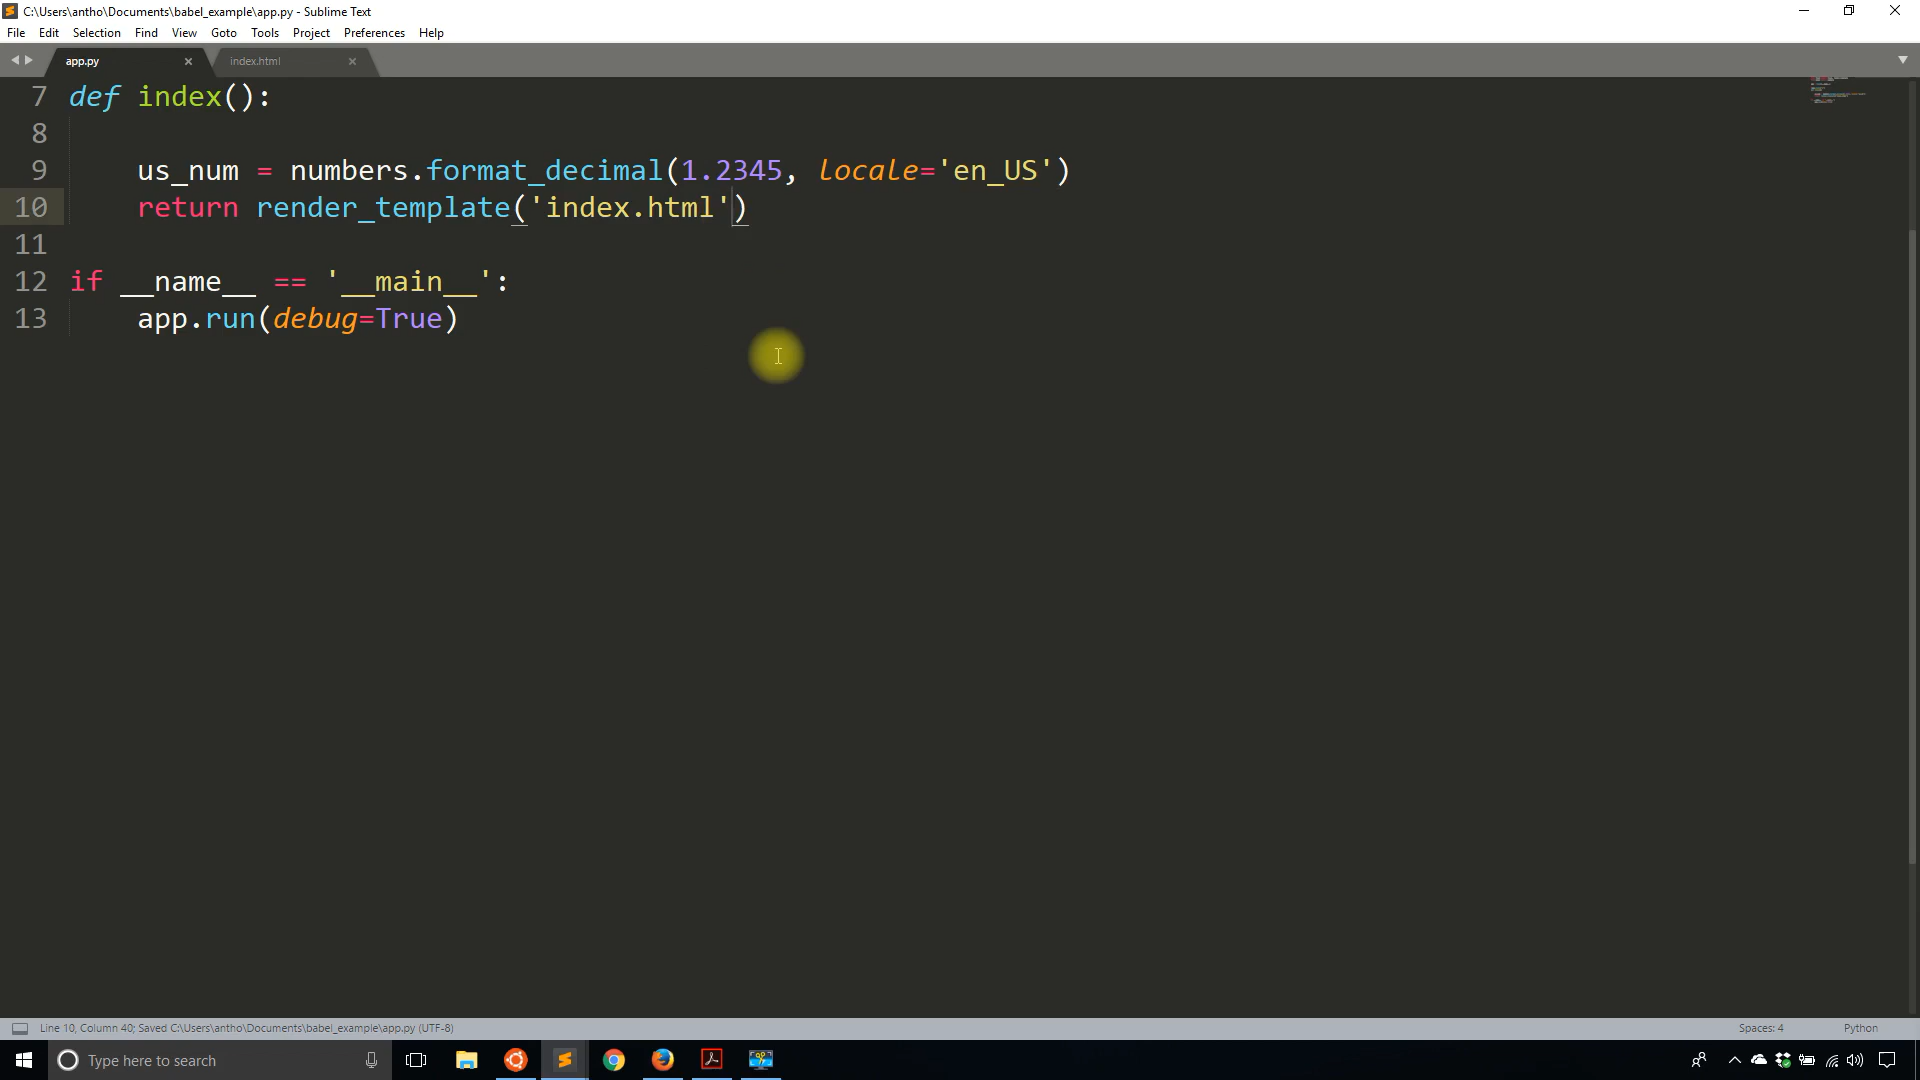 C:\Users\antho\Documents\babel_example\app.py - Sublime Text
File Edit Selection Find View Goto Tools Project Preferences Help
app.py index.html
7 def index():
8
9 us_num = numbers.format_decimal(1.2345, locale='en_US')
10 return render_template('index.html')
11
12 if __name__ == '__main__':
13 app.run(debug=True)
Line 10, Column 40; Saved C:\Users\antho\Documents\babel_example\app.py (UTF-8) Spaces: 4 Python
Type here to search